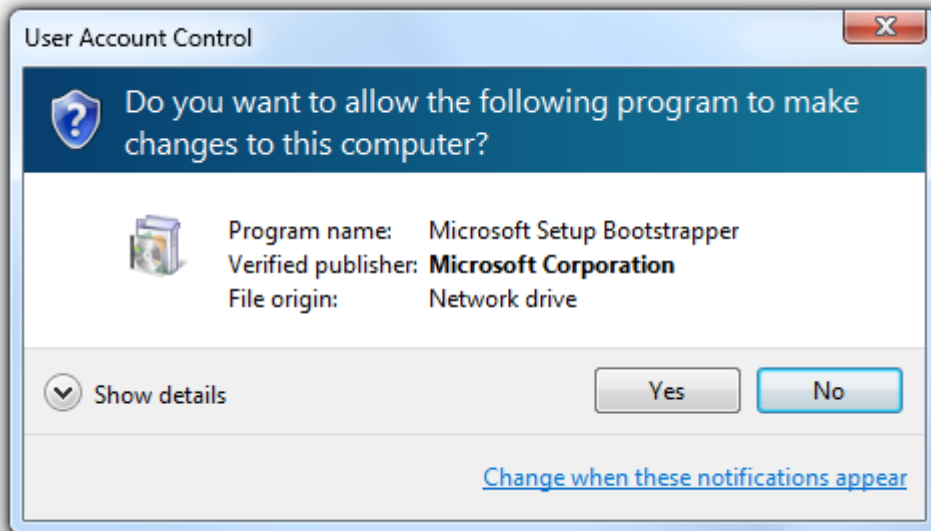 User Account Control
Do you want to allow the following program to make
changes to this computer?
Program name: Microsoft Setup Bootstrapper
Verified publisher: Microsoft Corporation
File origin: Network drive
Show details Yes No
Change when these notifications appear